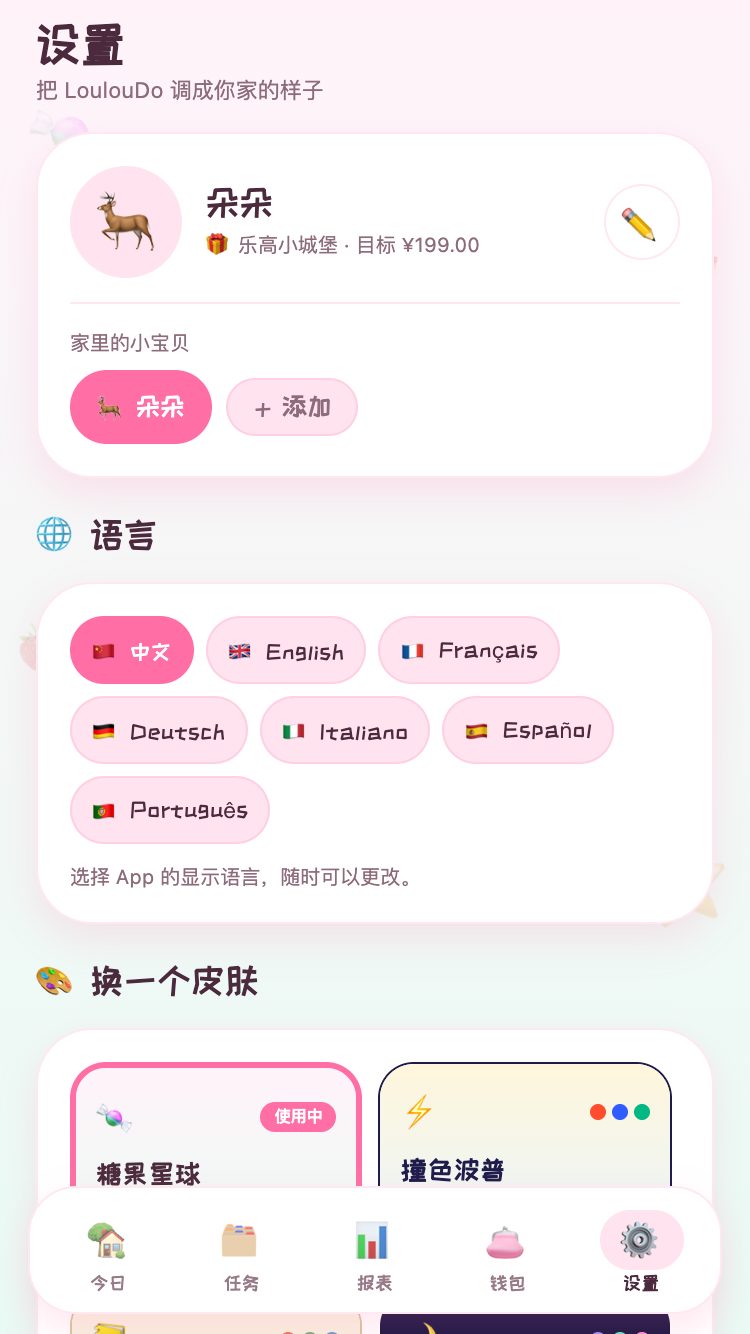 设置
把 LoulouDo 调成你家的样子
朵朵
🎁 乐高小城堡 · 目标 ¥199.00
家里的小宝贝
朵朵
+ 添加
语言
中文
English
Français
Deutsch
Italiano
Español
Português
选择 App 的显示语言，随时可以更改。
换一个皮肤
使用中
糖果星球
撞色波普
今日
任务
报表
钱包
设置